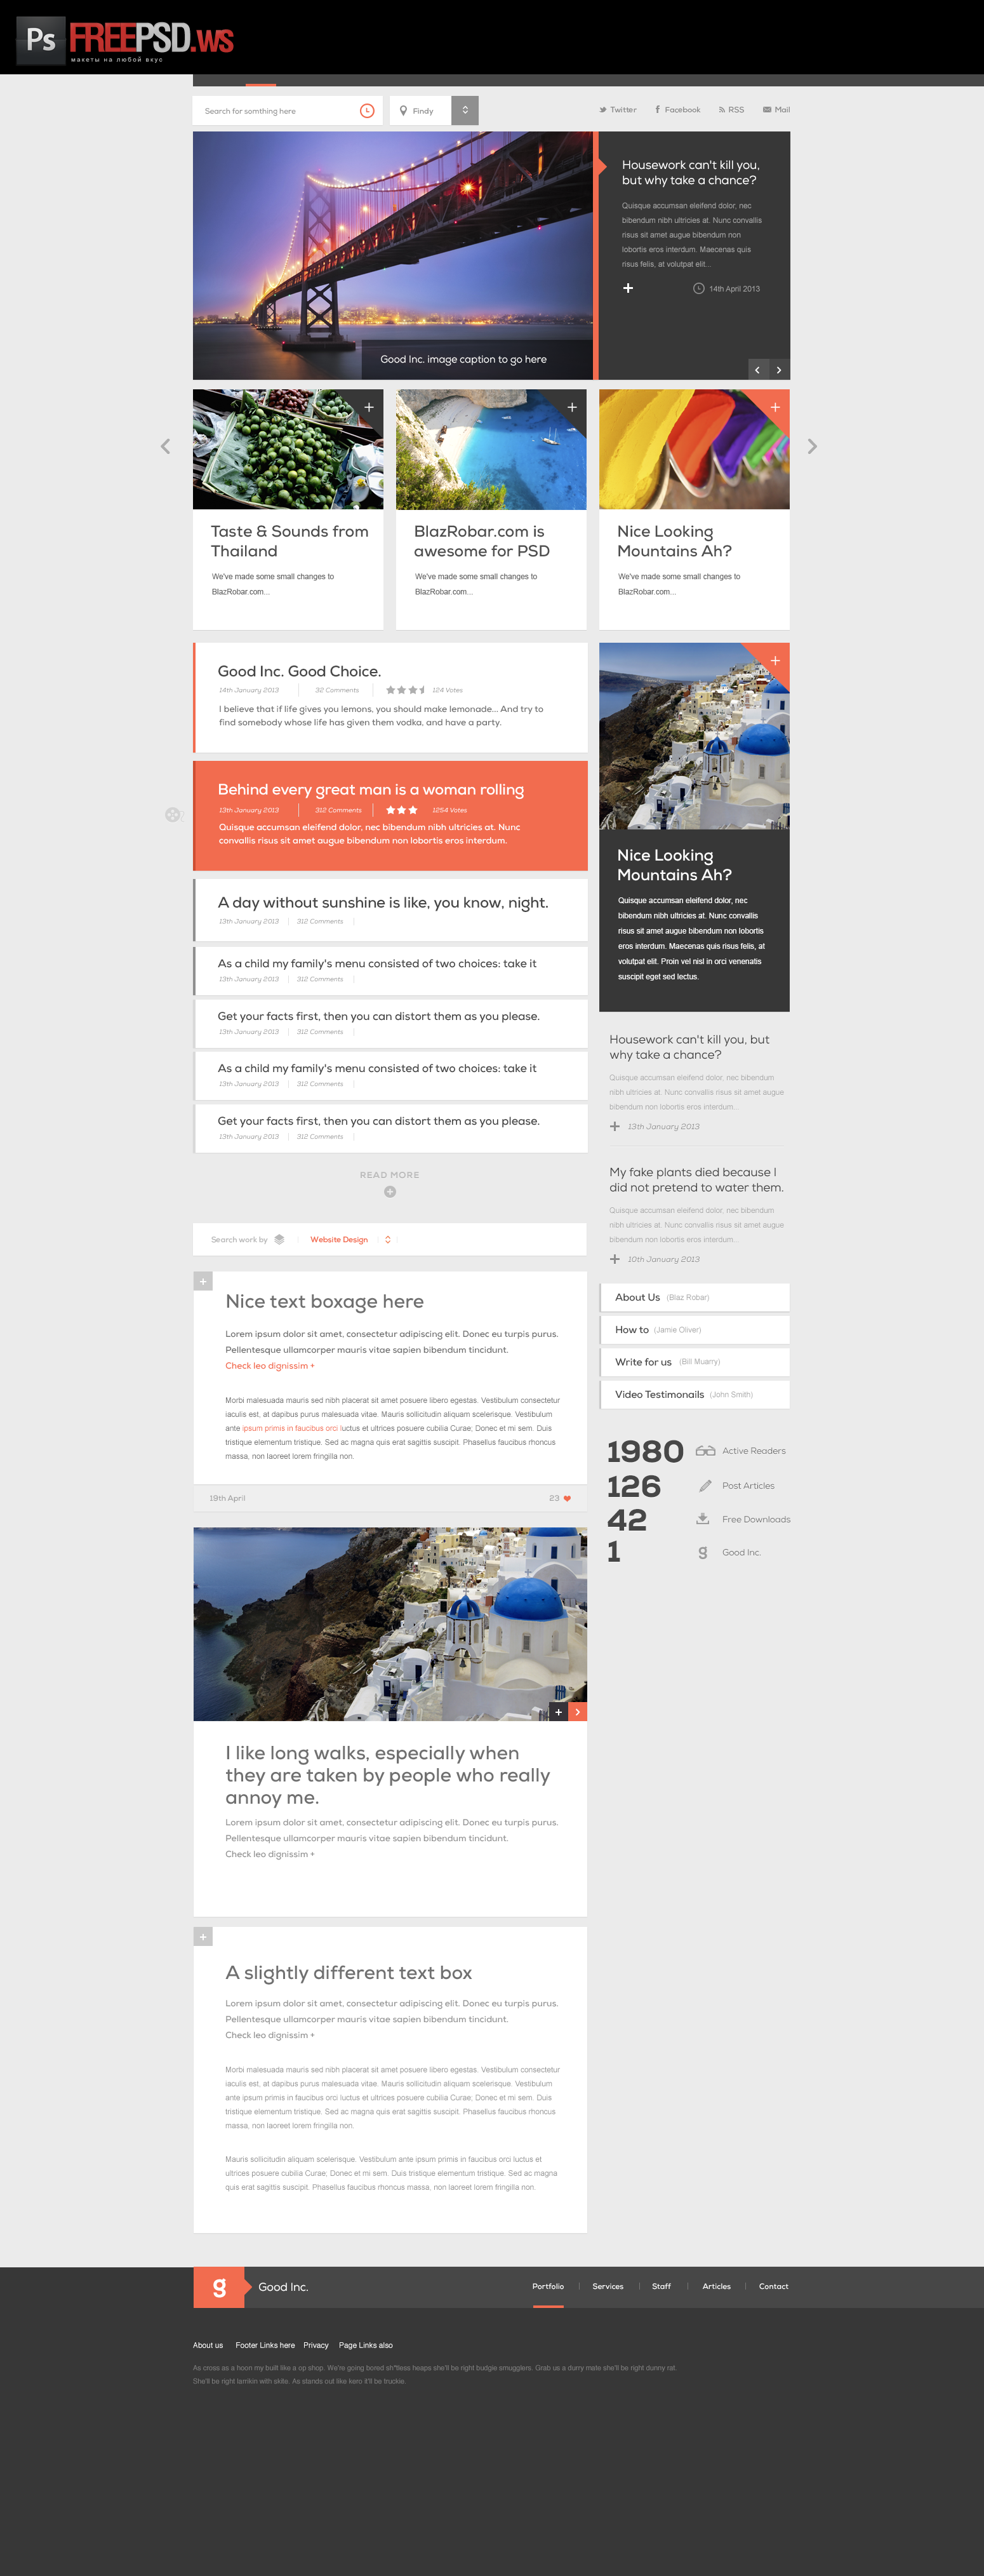 Ps FREEPSD.ws
макеты на любой вкус
Search for somthing here
Findy
Twitter
Facebook
RSS
Mail
Housework can't kill you,
but why take a chance?
Quisque accumsan eleifend dolor, nec
bibendum nibh ultricies at. Nunc convallis
risus sit amet augue bibendum non
lobortis eros interdum. Maecenas quis
risus felis, at volutpat elit...
14th April 2013
Good Inc. image caption to go here
Taste & Sounds from
Thailand
We've made some small changes to
BlazRobar.com...
BlazRobar.com is
awesome for PSD
We've made some small changes to
BlazRobar.com...
Nice Looking
Mountains Ah?
We've made some small changes to
BlazRobar.com...
Good Inc. Good Choice.
14th January 2013
32 Comments
124 Votes
I believe that if life gives you lemons, you should make lemonade... And try to
find somebody whose life has given them vodka, and have a party.
Behind every great man is a woman rolling
13th January 2013
312 Comments
1254 Votes
Quisque accumsan eleifend dolor, nec bibendum nibh ultricies at. Nunc
convallis risus sit amet augue bibendum non lobortis eros interdum.
A day without sunshine is like, you know, night.
13th January 2013
312 Comments
As a child my family's menu consisted of two choices: take it
13th January 2013
312 Comments
Get your facts first, then you can distort them as you please.
13th January 2013
312 Comments
As a child my family's menu consisted of two choices: take it
13th January 2013
312 Comments
Get your facts first, then you can distort them as you please.
13th January 2013
312 Comments
READ MORE
Nice Looking
Mountains Ah?
Quisque accumsan eleifend dolor, nec
bibendum nibh ultricies at. Nunc convallis
risus sit amet augue bibendum non lobortis
eros interdum. Maecenas quis risus felis, at
volutpat elit. Proin vel nisl in orci venenatis
suscipit eget sed lectus.
Housework can't kill you, but
why take a chance?
Quisque accumsan eleifend dolor, nec bibendum
nibh ultricies at. Nunc convallis risus sit amet augue
bibendum non lobortis eros interdum...
13th January 2013
My fake plants died because I
did not pretend to water them.
Quisque accumsan eleifend dolor, nec bibendum
nibh ultricies at. Nunc convallis risus sit amet augue
bibendum non lobortis eros interdum...
10th January 2013
About Us (Blaz Robar)
How to (Jamie Oliver)
Write for us (Bill Muarry)
Video Testimonails (John Smith)
1980 Active Readers
126 Post Articles
42 Free Downloads
1 g Good Inc.
Search work by
Website Design
Nice text boxage here
Lorem ipsum dolor sit amet, consectetur adipiscing elit. Donec eu turpis purus.
Pellentesque ullamcorper mauris vitae sapien bibendum tincidunt.
Check leo dignissim +
Morbi malesuada mauris sed nibh placerat sit amet posuere libero egestas. Vestibulum consectetur
iaculis est, at dapibus purus malesuada vitae. Mauris sollicitudin aliquam scelerisque. Vestibulum
ante ipsum primis in faucibus orci luctus et ultrices posuere cubilia Curae; Donec et mi sem. Duis
tristique elementum tristique. Sed ac magna quis erat sagittis suscipit. Phasellus faucibus rhoncus
massa, non laoreet lorem fringilla non.
19th April
23
I like long walks, especially when
they are taken by people who really
annoy me.
Lorem ipsum dolor sit amet, consectetur adipiscing elit. Donec eu turpis purus.
Pellentesque ullamcorper mauris vitae sapien bibendum tincidunt.
Check leo dignissim +
A slightly different text box
Lorem ipsum dolor sit amet, consectetur adipiscing elit. Donec eu turpis purus.
Pellentesque ullamcorper mauris vitae sapien bibendum tincidunt.
Check leo dignissim +
Morbi malesuada mauris sed nibh placerat sit amet posuere libero egestas. Vestibulum consectetur
iaculis est, at dapibus purus malesuada vitae. Mauris sollicitudin aliquam scelerisque. Vestibulum
ante ipsum primis in faucibus orci luctus et ultrices posuere cubilia Curae; Donec et mi sem. Duis
tristique elementum tristique. Sed ac magna quis erat sagittis suscipit. Phasellus faucibus rhoncus
massa, non laoreet lorem fringilla non.
Mauris sollicitudin aliquam scelerisque. Vestibulum ante ipsum primis in faucibus orci luctus et
ultrices posuere cubilia Curae; Donec et mi sem. Duis tristique elementum tristique. Sed ac magna
quis erat sagittis suscipit. Phasellus faucibus rhoncus massa, non laoreet lorem fringilla non.
g Good Inc.
Portfolio
Services
Staff
Articles
Contact
About us
Footer Links here
Privacy
Page Links also
As cross as a hoon my built like a op shop. We're going bored sh*tless heaps she'll be right budgie smugglers. Grab us a durry mate she'll be right dunny rat.
She'll be right larrikin with skite. As stands out like kero it'll be truckie.